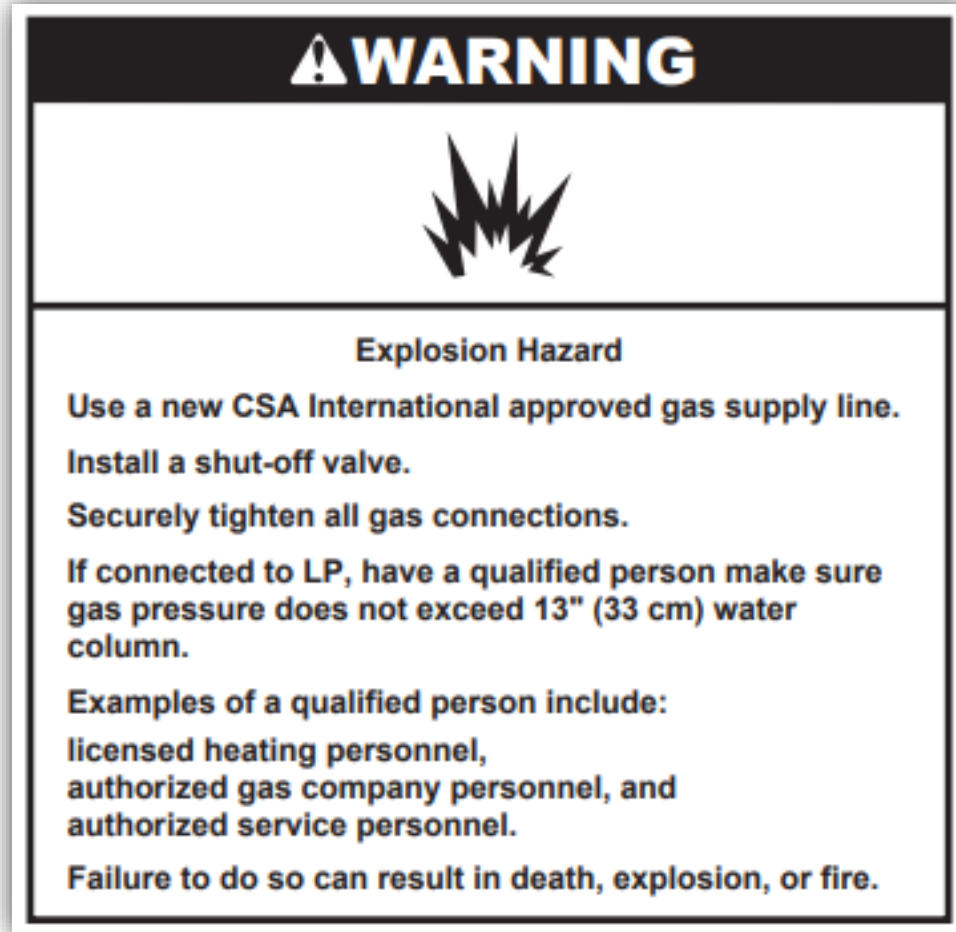 WARNING
Explosion Hazard
Use a new CSA International approved gas supply line.
Install a shut-off valve.
Securely tighten all gas connections.
If connected to LP, have a qualified person make sure
gas pressure does not exceed 13" (33 cm) water
column.
Examples of a qualified person include:
licensed heating personnel,
authorized gas company personnel, and
authorized service personnel.
Failure to do so can result in death, explosion, or fire.